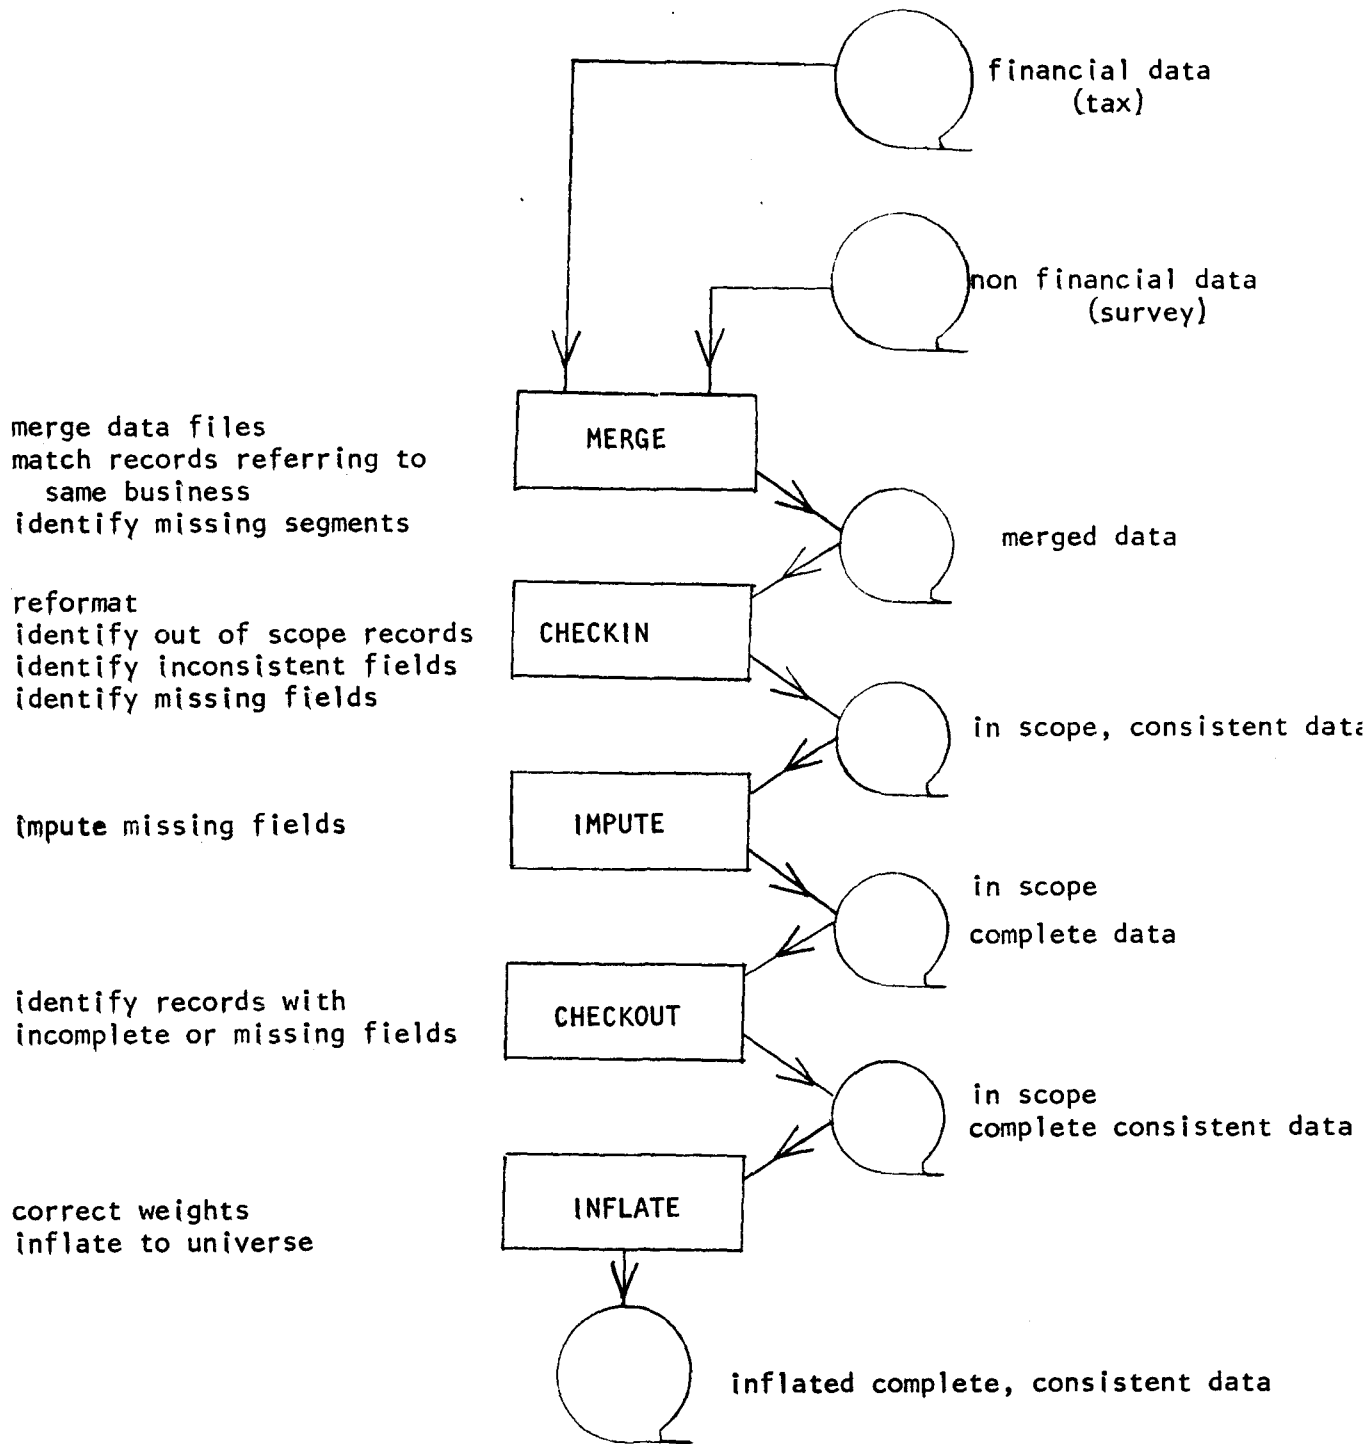 financial data
(tax)
non financial data
(survey)
merge data files
match records referring to
same business
identify missing segments
MERGE
merged data
reformat
identify out of scope records
identify inconsistent fields
identify missing fields
CHECKIN
in scope, consistent data
impute missing fields
IMPUTE
in scope
complete data
identify records with
incomplete or missing fields
CHECKOUT
in scope
complete consistent data
correct weights
inflate to universe
INFLATE
inflated complete, consistent data